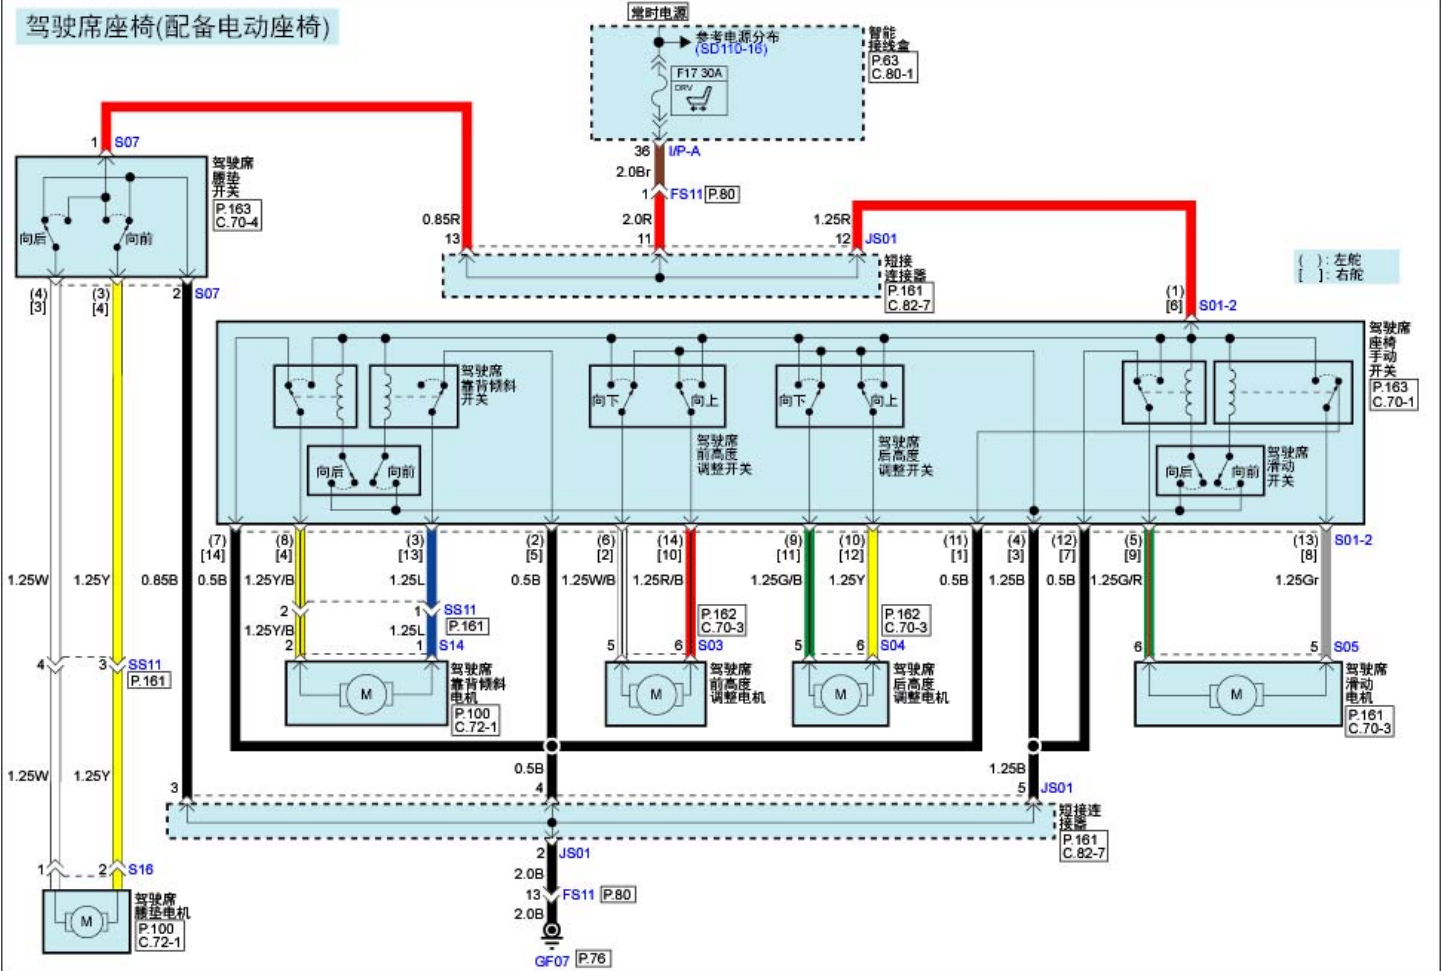 驾驶席座椅(配备电动座椅)
常时电源
参考电源分布
(SD110-16)
智能
接线盒
P.63
C.80-1
F17 30A
DRV
36
I/P-A
2.0Br
1
FS11
P.80
1
S07
驾驶席
腰垫
开关
P.163
C.70-4
向后
向前
0.85R
2.0R
1.25R
13
11
12
JS01
短接
连接器
P.161
C.82-7
( ) : 左舵
[ ] : 右舵
(4)
[3]
(3)
[4]
2
S07
(1)
[6]
S01-2
驾驶席
座椅
手动
开关
P.163
C.70-1
驾驶席
靠背倾斜
开关
向下
向上
向下
向上
驾驶席
前高度
调整开关
驾驶席
后高度
调整开关
向后
向前
向后
向前
驾驶席
滑动
开关
(7)
[14]
(8)
[4]
(3)
[13]
(2)
[5]
(6)
[2]
(14)
[10]
(9)
[11]
(10)
[12]
(11)
[1]
(4)
[3]
(12)
[7]
(5)
[9]
(13)
[8]
S01-2
1.25W
1.25Y
0.85B
0.5B
1.25Y/B
1.25L
0.5B
1.25W/B
1.25R/B
1.25G/B
1.25Y
0.5B
1.25B
0.5B
1.25G/R
1.25Gr
2
1
SS11
P.161
1.25Y/B
1.25L
2
1
S14
P.162
C.70-3
5
6
S03
P.162
C.70-3
5
6
S04
6
5
S05
4
3
SS11
P.161
M
驾驶席
靠背倾斜
电机
P.100
C.72-1
M
驾驶席
前高度
调整电机
M
驾驶席
后高度
调整电机
M
驾驶席
滑动
电机
P.161
C.70-3
1.25W
1.25Y
0.5B
1.25B
3
4
5
JS01
短接连
接器
P.161
C.82-7
2
JS01
2.0B
13
FS11
P.80
2.0B
GF07
P.76
1
2
S16
M
驾驶席
腰垫电机
P.100
C.72-1